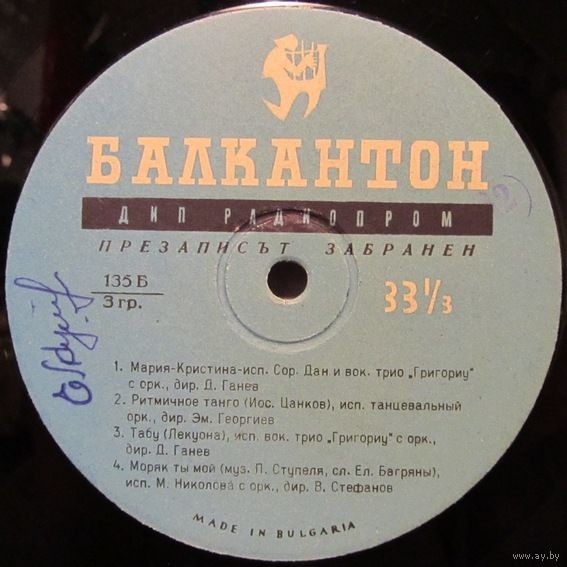 БАЛКАНТОН
ДИП РАДИОПРОМ
ПРЕЗАПИСЪТ ЗАБРАНЕН
135 Б
3 гр.
33 1/3
1. Мария-Кристина-исп. Сор. Дан и вок. трио „Григориу"
с орк., дир. Д. Ганев
2. Ритмичное танго (Иос. Цанков), исп. танцевальный
орк., дир. Эм. Георгиев
3. Табу (Лекуона), исп. вок. трио „Григориу" с орк.,
дир. Д. Ганев
4. Моряк ты мой (муз. П. Ступеля, сл. Ел. Багряны),
исп. М. Николова с орк., дир. В. Стефанов
MADE IN BULGARIA
www.ay.by